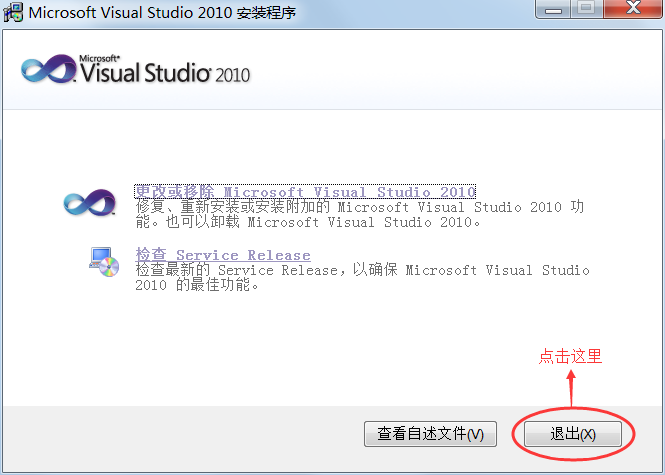 Microsoft Visual Studio 2010 安装程序
Microsoft®
Visual Studio® 2010
更改或移除 Microsoft Visual Studio 2010
修复、重新安装或安装附加的 Microsoft Visual Studio 2010 功
能。也可以卸载 Microsoft Visual Studio 2010。
检查 Service Release
检查最新的 Service Release，以确保 Microsoft Visual Studio
2010 的最佳功能。
点击这里
查看自述文件(V)
退出(X)